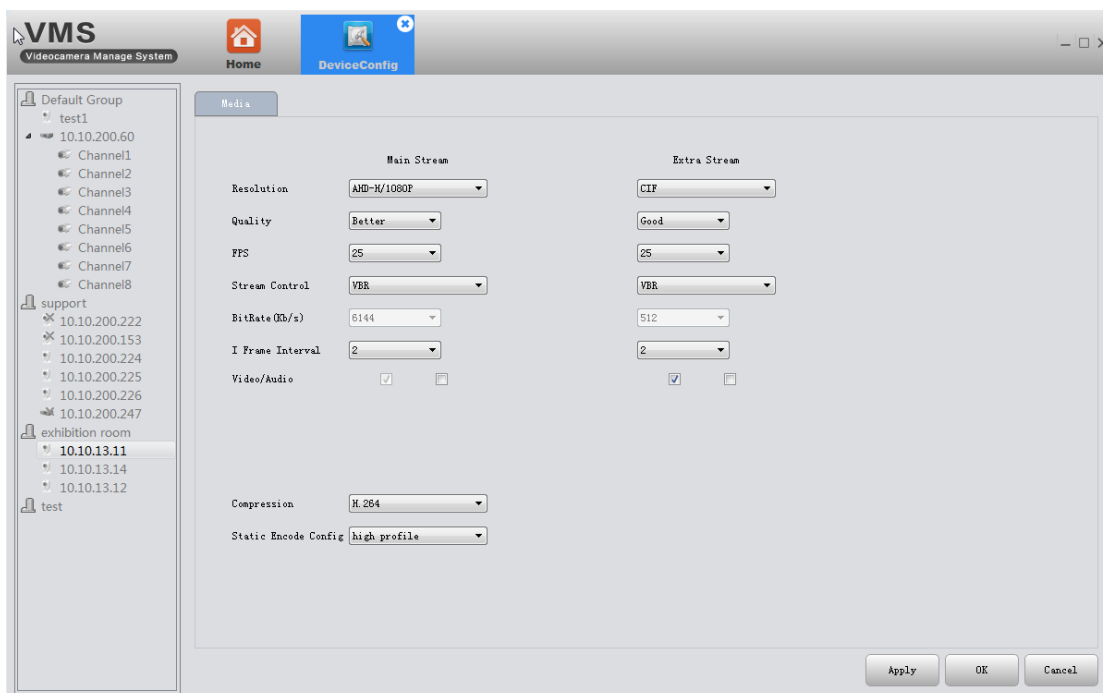 VMS
Videocamera Manage System
Home
DeviceConfig
Default Group
test1
10.10.200.60
Channel1
Channel2
Channel3
Channel4
Channel5
Channel6
Channel7
Channel8
support
10.10.200.222
10.10.200.153
10.10.200.224
10.10.200.225
10.10.200.226
10.10.200.247
exhibition room
10.10.13.11
10.10.13.14
10.10.13.12
test
Media
Main Stream Extra Stream
Resolution AHD-H/1080P CIF
Quality Better Good
FPS 25 25
Stream Control VBR VBR
BitRate(Kb/s) 6144 512
I Frame Interval 2 2
Video/Audio
Compression H.264
Static Encode Config high profile
Apply OK Cancel